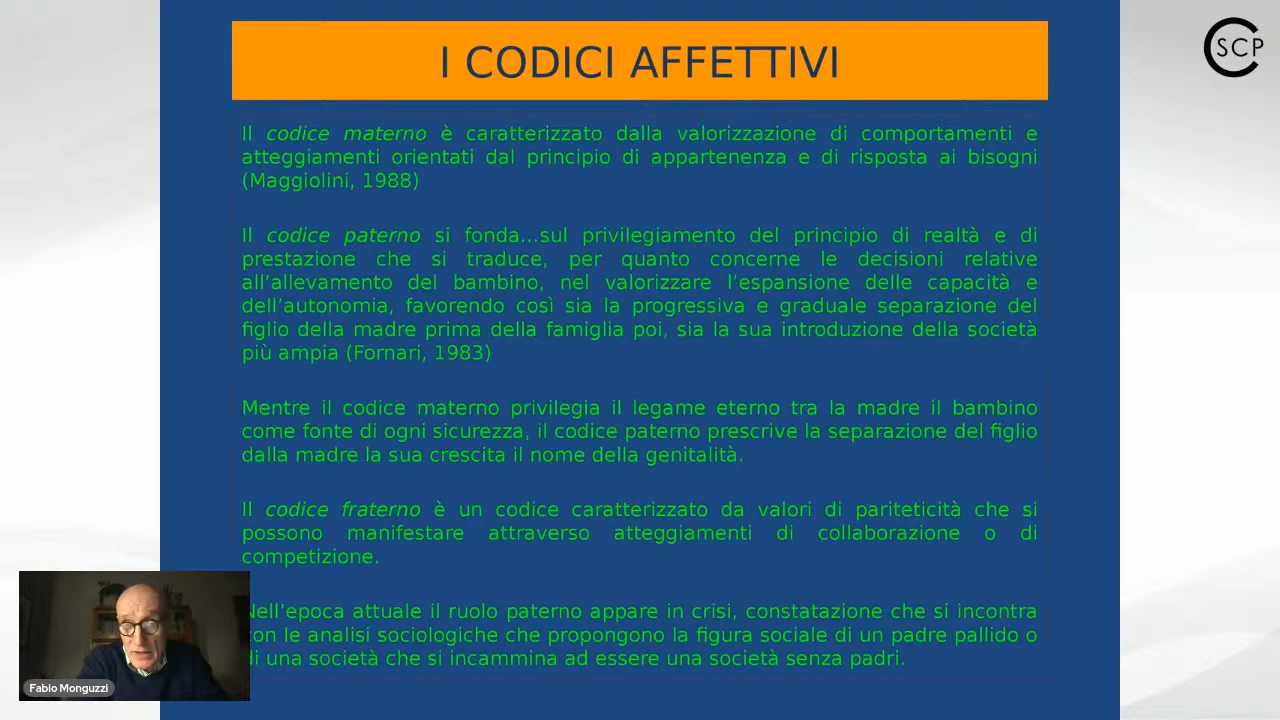 I CODICI AFFETTIVI
SCP
Il codice materno è caratterizzato dalla valorizzazione di comportamenti e
atteggiamenti orientati dal principio di appartenenza e di risposta ai bisogni
(Maggiolini, 1988)
Il codice paterno si fonda...sul privilegiamento del principio di realtà e di
prestazione che si traduce, per quanto concerne le decisioni relative
all'allevamento del bambino, nel valorizzare l'espansione delle capacità e
dell'autonomia, favorendo così sia la progressiva e graduale separazione del
figlio della madre prima della famiglia poi, sia la sua introduzione della società
più ampia (Fornari, 1983)
Mentre il codice materno privilegia il legame eterno tra la madre il bambino
come fonte di ogni sicurezza, il codice paterno prescrive la separazione del figlio
dalla madre la sua crescita il nome della genitalità.
Il codice fraterno è un codice caratterizzato da valori di pariteticità che si
possono manifestare attraverso atteggiamenti di collaborazione o di
competizione.
Nell'epoca attuale il ruolo paterno appare in crisi, constatazione che si incontra
con le analisi sociologiche che propongono la figura sociale di un padre pallido o
di una società che si incammina ad essere una società senza padri.
Fabio Monguzzi